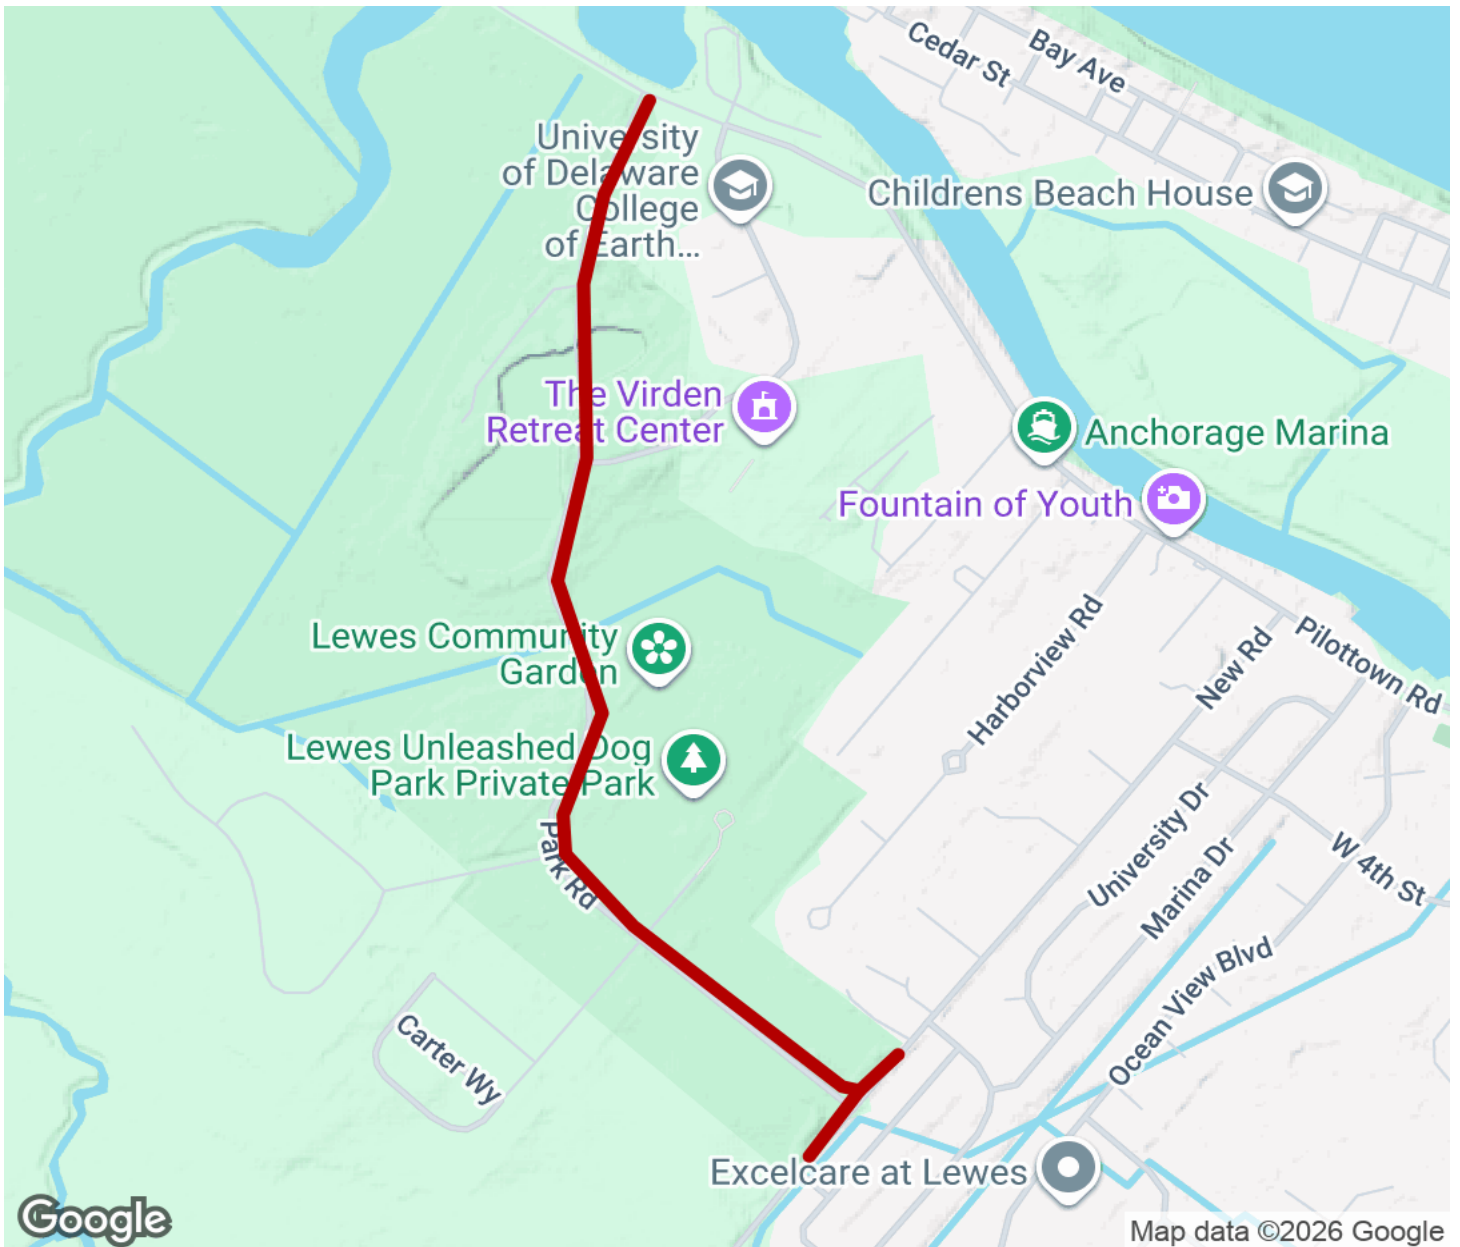 Cedar St
Bay Ave
University
of Delaware
College
of Earth...
Childrens Beach House
The Virden
Retreat Center
Anchorage Marina
Fountain of Youth
Lewes Community
Garden
Harborview Rd
New Rd
Pilottown Rd
Lewes Unleashed Dog
Park Private Park
Park Rd
University Dr
Marina Dr
W 4th St
Ocean View Blvd
Carter Wy
Excelcare at Lewes
Google
Map data ©2026 Google